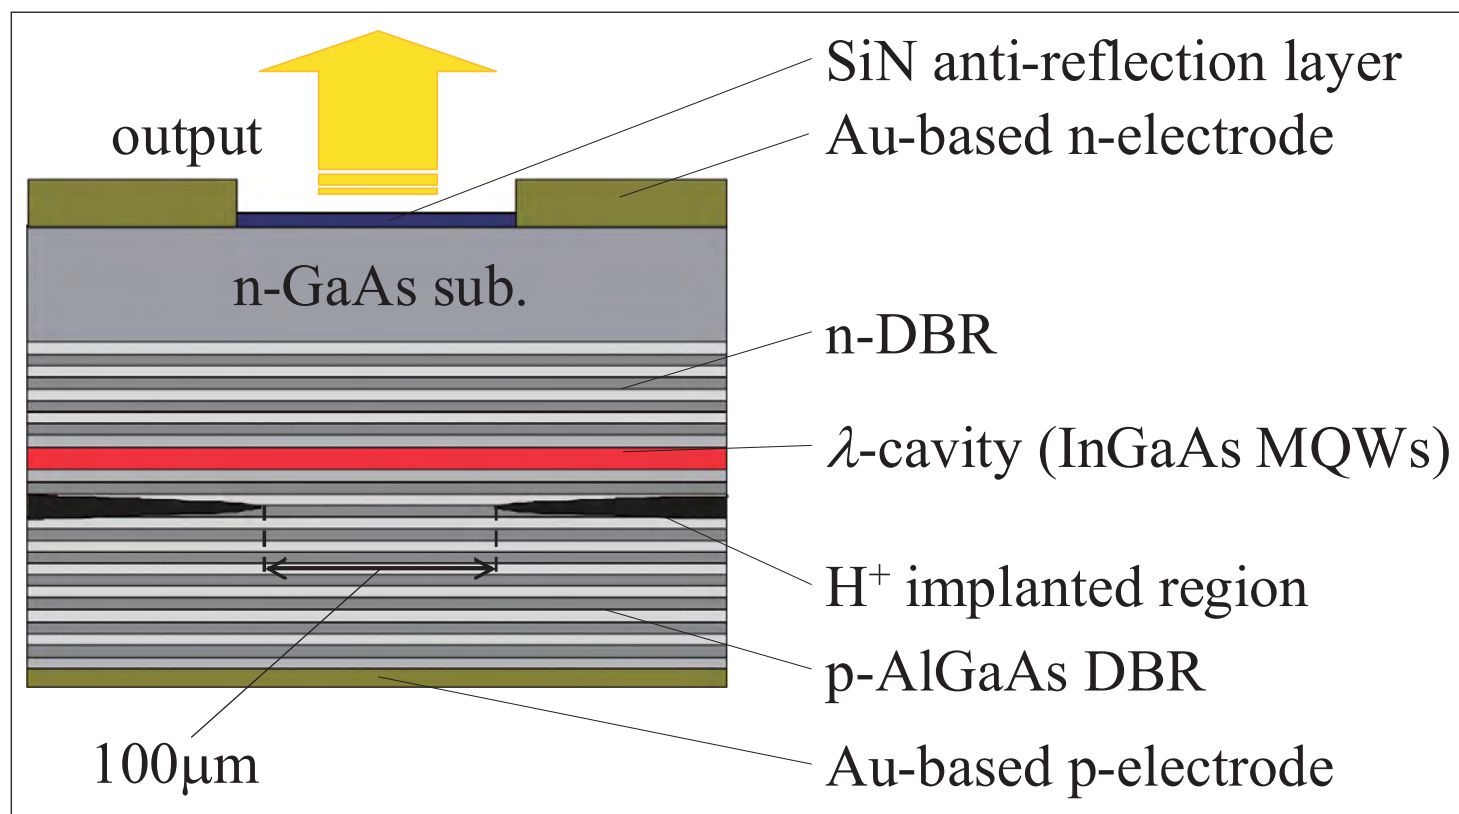 SiN anti-reflection layer
output
Au-based n-electrode
n-GaAs sub.
n-DBR
λ-cavity (InGaAs MQWs)
H⁺ implanted region
p-AlGaAs DBR
100μm
Au-based p-electrode